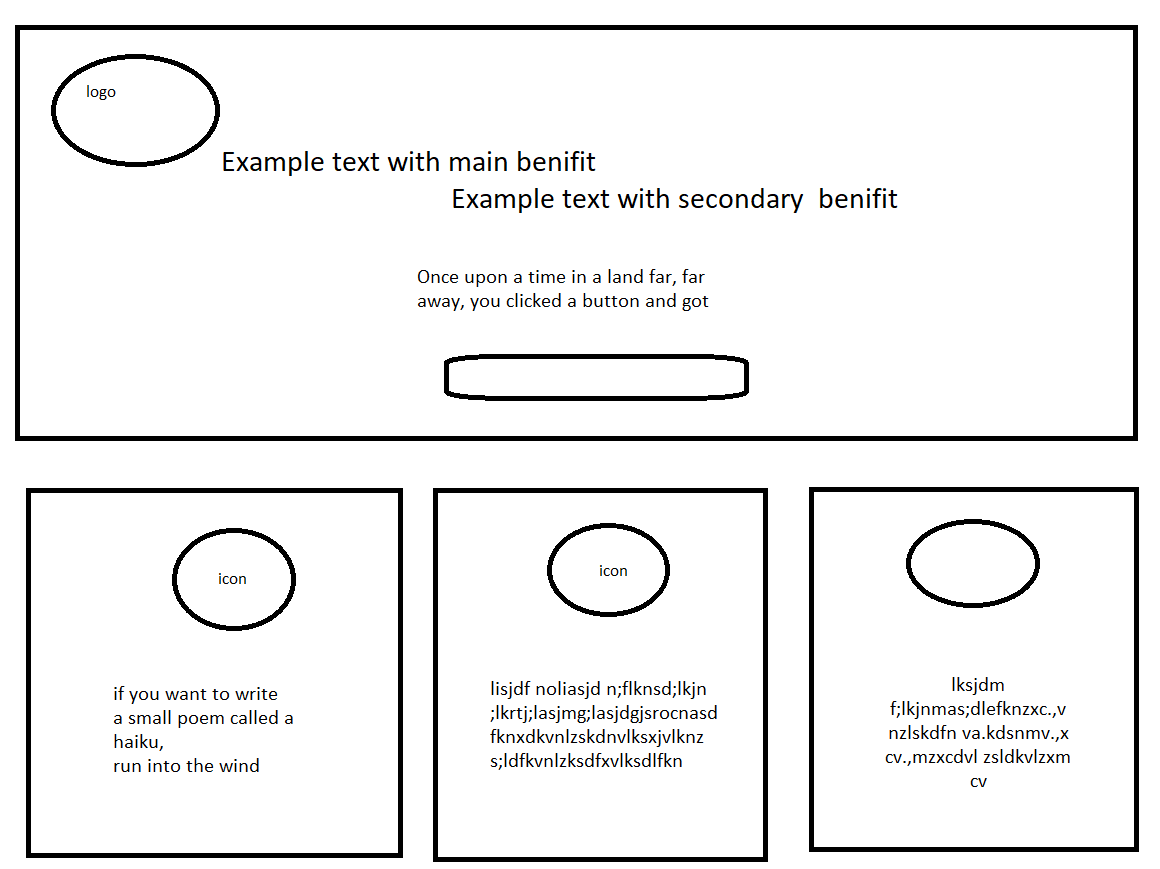 logo
Example text with main benifit
Example text with secondary  benifit
Once upon a time in a land far, far
away, you clicked a button and got
icon
if you want to write
a small poem called a
haiku,
run into the wind
icon
lisjdf noliasjd n;flknsd;lkjn
;lkrtj;lasjmg;lasjdgjsrocnasd
fknxdkvnlzskdnvlksxjvlknz
s;ldfkvnlzksdfxvlksdlfkn
lksjdm
f;lkjnmas;dlefknzxc.,v
nzlskdfn va.kdsnmv.,x
cv.,mzxcdvl zsldkvlzxm
cv